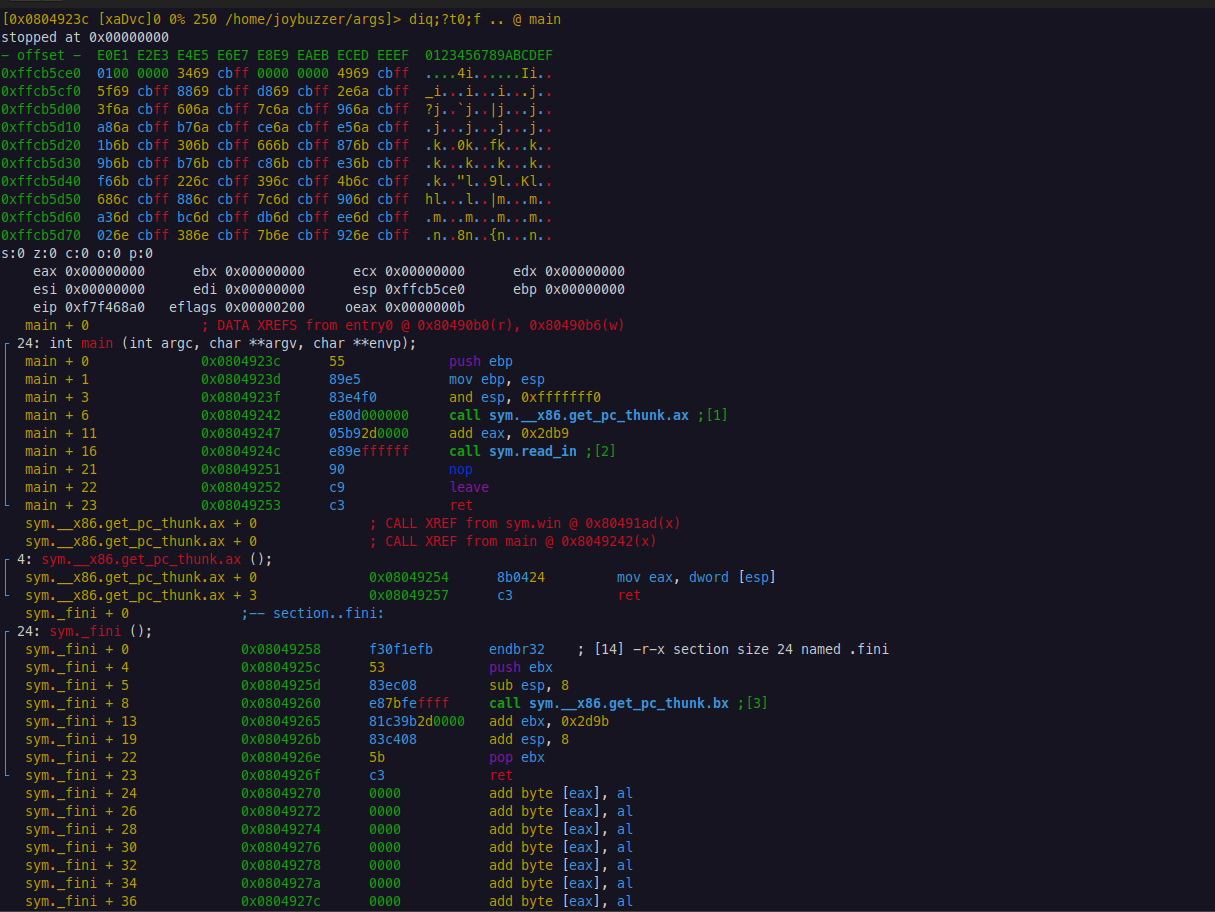 [0x0804923c [xaDvc]0 0% 250 /home/joybuzzer/args]> diq;?t0;f .. @ main
stopped at 0x00000000
- offset -  E0E1 E2E3 E4E5 E6E7 E8E9 EAEB ECED EEEF  0123456789ABCDEF
0xffcb5ce0  0100 0000 3469 cbff 0000 0000 4969 cbff  ....4i......Ii..
0xffcb5cf0  5f69 cbff 8869 cbff d869 cbff 2e6a cbff  _i...i...i...j..
0xffcb5d00  3f6a cbff 606a cbff 7c6a cbff 966a cbff  ?j..`j..|j...j..
0xffcb5d10  a86a cbff b76a cbff ce6a cbff e56a cbff  .j...j...j...j..
0xffcb5d20  1b6b cbff 306b cbff 666b cbff 876b cbff  .k..0k..fk...k..
0xffcb5d30  9b6b cbff b76b cbff c86b cbff e36b cbff  .k...k...k...k..
0xffcb5d40  f66b cbff 226c cbff 396c cbff 4b6c cbff  .k.."l..9l..Kl..
0xffcb5d50  686c cbff 886c cbff 7c6d cbff 906d cbff  hl...l..|m...m..
0xffcb5d60  a36d cbff bc6d cbff db6d cbff ee6d cbff  .m...m...m...m..
0xffcb5d70  026e cbff 386e cbff 7b6e cbff 926e cbff  .n..8n..{n...n..
s:0 z:0 c:0 o:0 p:0
    eax 0x00000000      ebx 0x00000000      ecx 0x00000000      edx 0x00000000
    esi 0x00000000      edi 0x00000000      esp 0xffcb5ce0      ebp 0x00000000
    eip 0xf7f468a0   eflags 0x00000200     oeax 0x0000000b
   main + 0              ; DATA XREFS from entry0 @ 0x80490b0(r), 0x80490b6(w)
24: int main (int argc, char **argv, char **envp);
   main + 0              0x0804923c      55             push ebp
   main + 1              0x0804923d      89e5           mov ebp, esp
   main + 3              0x0804923f      83e4f0         and esp, 0xfffffff0
   main + 6              0x08049242      e80d000000     call sym.__x86.get_pc_thunk.ax ;[1]
   main + 11             0x08049247      05b92d0000     add eax, 0x2db9
   main + 16             0x0804924c      e89effffff     call sym.read_in ;[2]
   main + 21             0x08049251      90             nop
   main + 22             0x08049252      c9             leave
   main + 23             0x08049253      c3             ret
   sym.__x86.get_pc_thunk.ax + 0              ; CALL XREF from sym.win @ 0x80491ad(x)
   sym.__x86.get_pc_thunk.ax + 0              ; CALL XREF from main @ 0x8049242(x)
4: sym.__x86.get_pc_thunk.ax ();
   sym.__x86.get_pc_thunk.ax + 0              0x08049254      8b0424         mov eax, dword [esp]
   sym.__x86.get_pc_thunk.ax + 3              0x08049257      c3             ret
   sym._fini + 0              ;-- section..fini:
24: sym._fini ();
   sym._fini + 0              0x08049258      f30f1efb       endbr32    ; [14] -r-x section size 24 named .fini
   sym._fini + 4              0x0804925c      53             push ebx
   sym._fini + 5              0x0804925d      83ec08         sub esp, 8
   sym._fini + 8              0x08049260      e87bfeffff     call sym.__x86.get_pc_thunk.bx ;[3]
   sym._fini + 13             0x08049265      81c39b2d0000   add ebx, 0x2d9b
   sym._fini + 19             0x0804926b      83c408         add esp, 8
   sym._fini + 22             0x0804926e      5b             pop ebx
   sym._fini + 23             0x0804926f      c3             ret
   sym._fini + 24             0x08049270      0000           add byte [eax], al
   sym._fini + 26             0x08049272      0000           add byte [eax], al
   sym._fini + 28             0x08049274      0000           add byte [eax], al
   sym._fini + 30             0x08049276      0000           add byte [eax], al
   sym._fini + 32             0x08049278      0000           add byte [eax], al
   sym._fini + 34             0x0804927a      0000           add byte [eax], al
   sym._fini + 36             0x0804927c      0000           add byte [eax], al